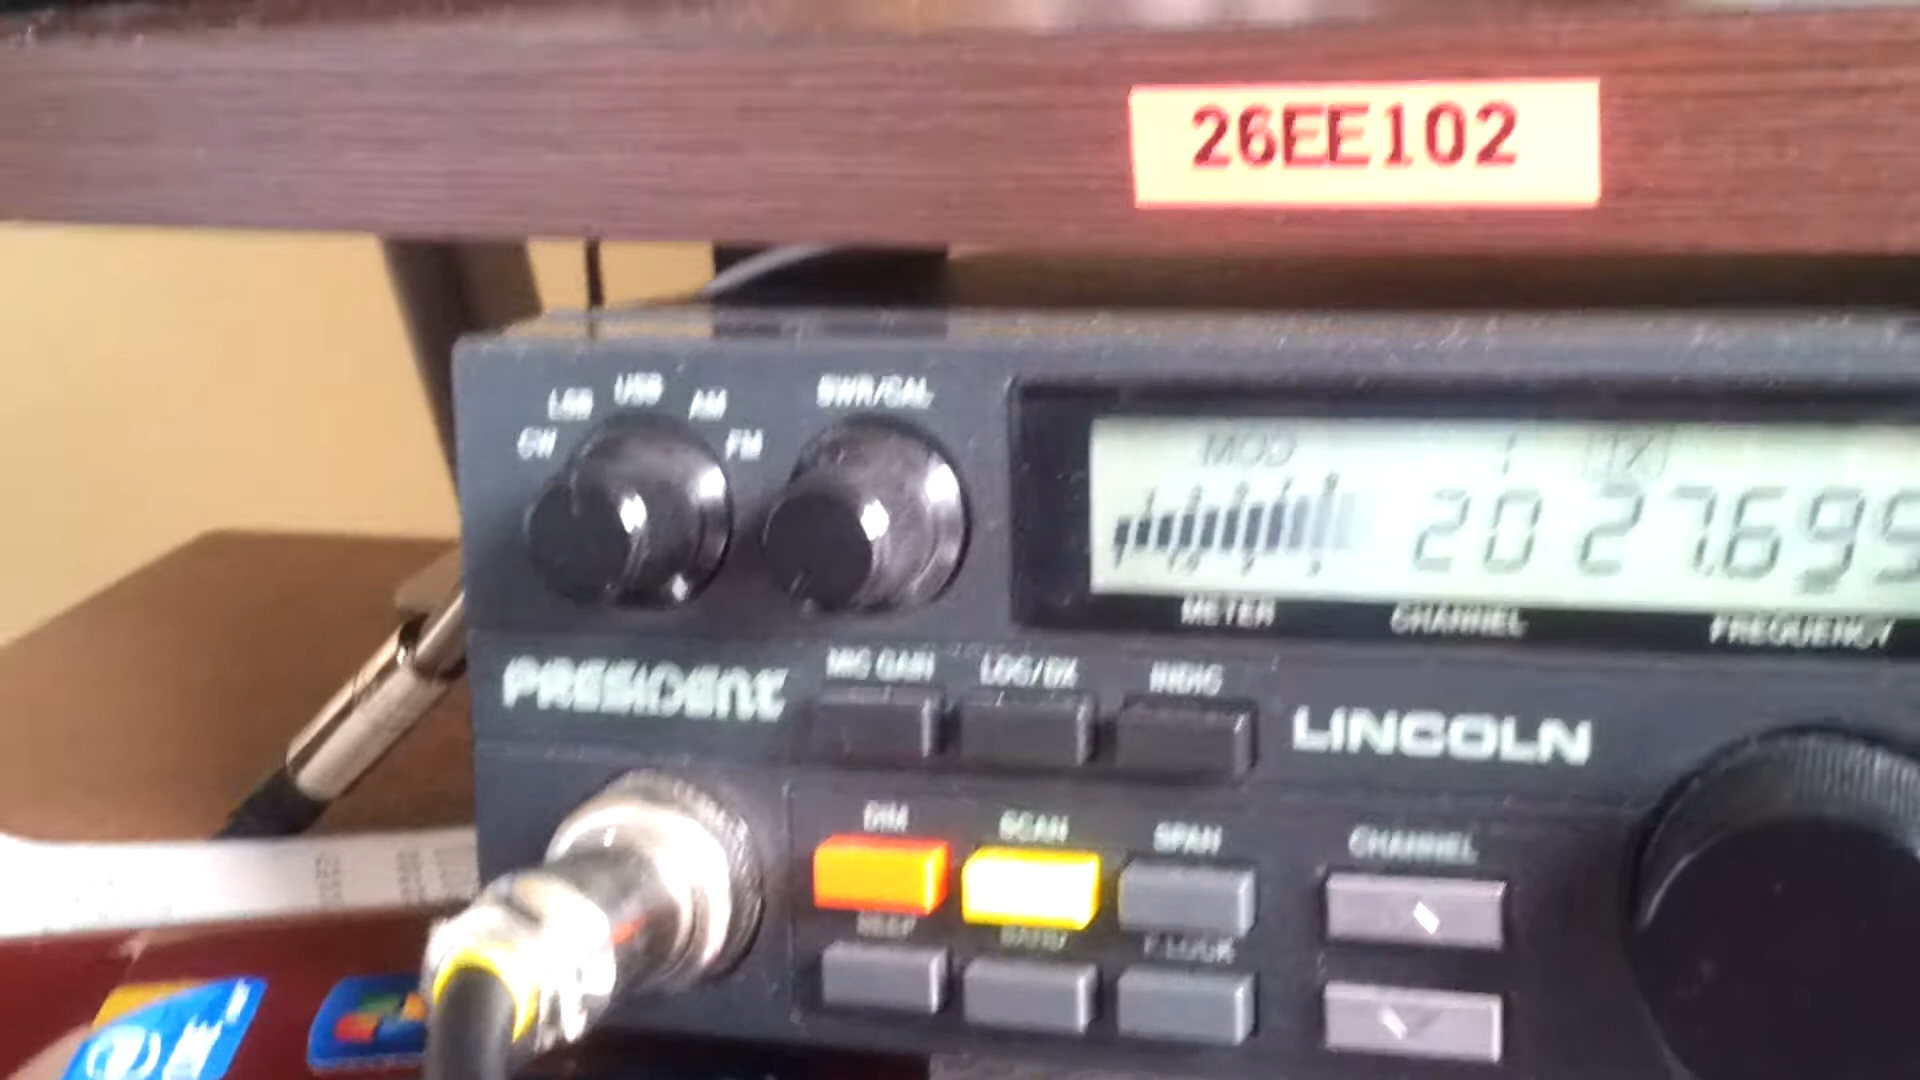 26EE102
CW LSB USB AM FM
SWR/CAL
MOD
20 27.695
METER CHANNEL FREQUENCY
PRESIDENT
MIC GAIN LOC/DX INDIC
LINCOLN
DIM SCAN SPAN CHANNEL
BEEP BAND F.LOCK